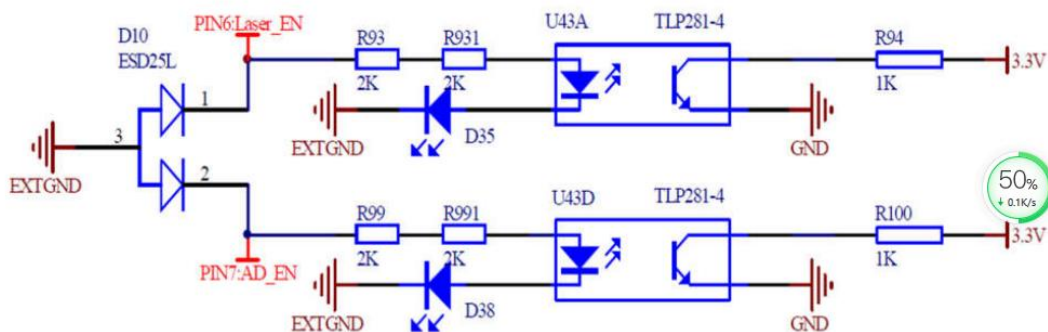 U43A TLP281-4
PIN6:Laser_EN
D10
ESD25L
R93 R931 R94
1 2K 2K 1K 3.3V
3 D35
EXTGND EXTGND GND
2 U43D TLP281-4
50%
↓ 0.1K/s
R99 R991 R100
PIN7:AD_EN 2K 2K 1K 3.3V
D38
EXTGND GND